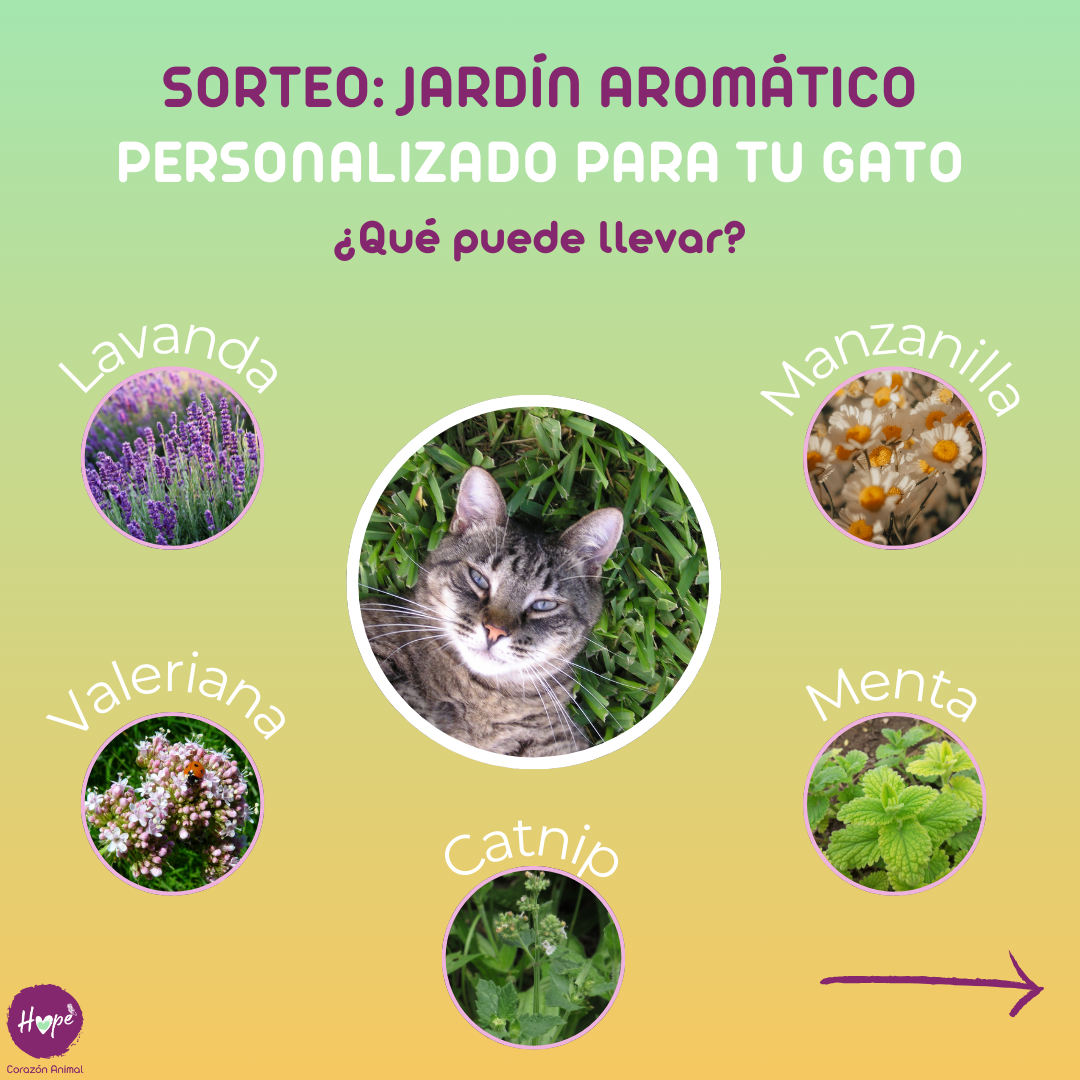 SORTEO: JARDÍN AROMÁTICO
PERSONALIZADO PARA TU GATO
¿Qué puede llevar?
Lavanda
Manzanilla
Valeriana
Menta
Catnip
Hope
Corazón Animal